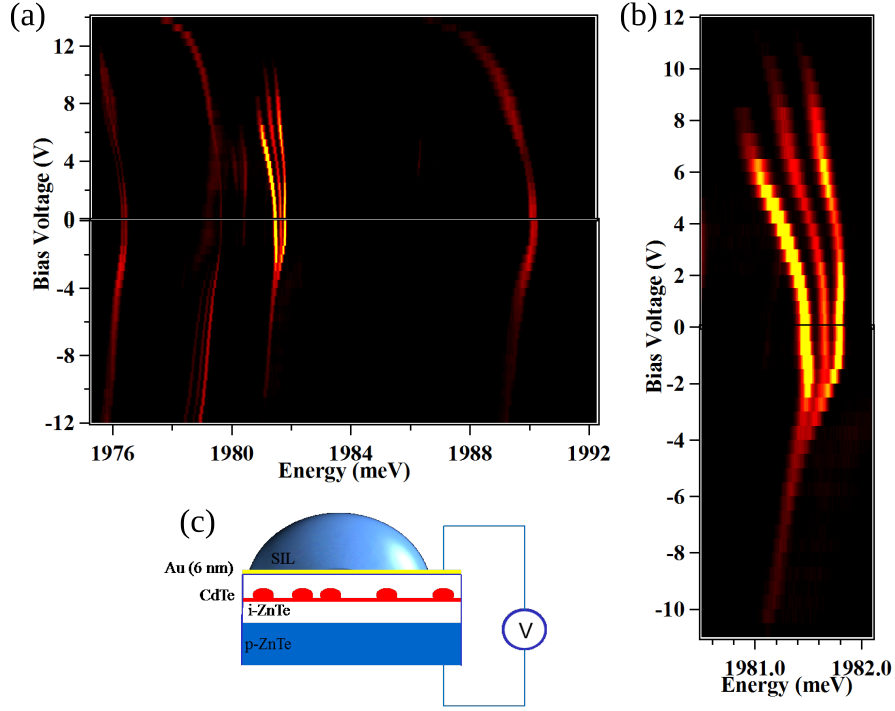 (a)
12
8
4
0
-4
-8
-12
Bias Voltage (V)
1976
1980
1984
1988
1992
Energy (meV)
(b)
12
10
8
6
4
2
0
-2
-4
-6
-8
-10
Bias Voltage (V)
1981.0
1982.0
Energy (meV)
(c)
SIL
Au (6 nm)
CdTe
i-ZnTe
p-ZnTe
V